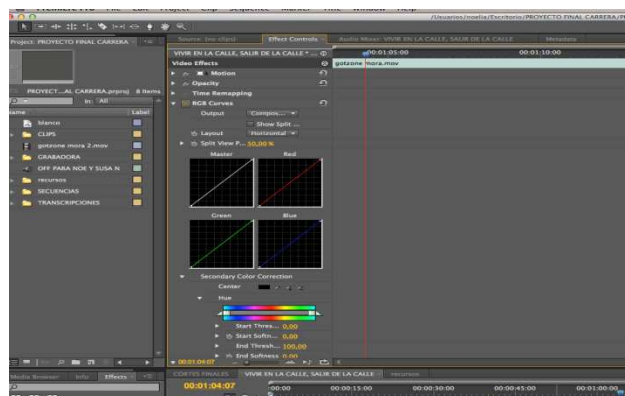 /Usuarios/noelia/Escritorio/PROYECTO FINAL CARRERA/P
Project: PROYECTO FINAL CARRERA
Effect Controls
Audio Mixer: VIVIR EN LA CALLE, SALIR DE LA CALLE
Metadata
VIVIR EN LA CALLE, SALIR DE LA CALLE * ...
00:01:05:00
00:01:10:00
Video Effects
gotzone mora.mov
Motion
Opacity
Time Remapping
PROYECT...AL CARRERA.prproj
8 Items
In: All
RGB Curves
Output
Compos...
Name
Label
Show Split ...
blanco
Layout
Horizontal
CLIPS
Split View P...
50,00 %
gotzone mora 2.mov
Master
Red
GRABADORA
OFF PARA NOE Y SUSA N
recursos
SECUENCIAS
TRANSCRIPCIONES
Green
Blue
Secondary Color Correction
Center
Hue
Start Thres...
0,00
Start Softn...
0,00
End Thresh...
100,00
End Softness
0,00
00:01:04:07
Media Browser
Info
Effects
CORTES FINALES
VIVIR EN LA CALLE, SALIR DE LA CALLE
recursos
00:01:04:07
00:00
00:00:15:00
00:00:30:00
00:00:45:00
00:01:00:00